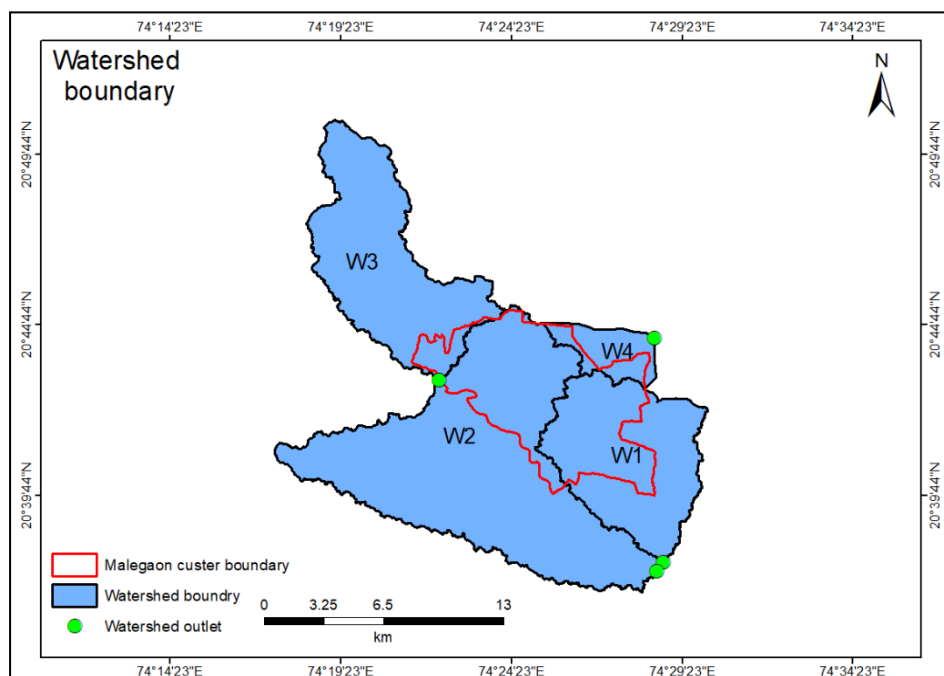 74°14'23"E 74°19'23"E 74°24'23"E 74°29'23"E 74°34'23"E
Watershed
boundary
N
20°49'44"N
20°49'44"N
W3
20°44'44"N
20°44'44"N
W4
W2
W1
20°39'44"N
20°39'44"N
Malegaon custer boundary
Watershed boundry
Watershed outlet
0 3.25 6.5 13
km
74°14'23"E 74°19'23"E 74°24'23"E 74°29'23"E 74°34'23"E